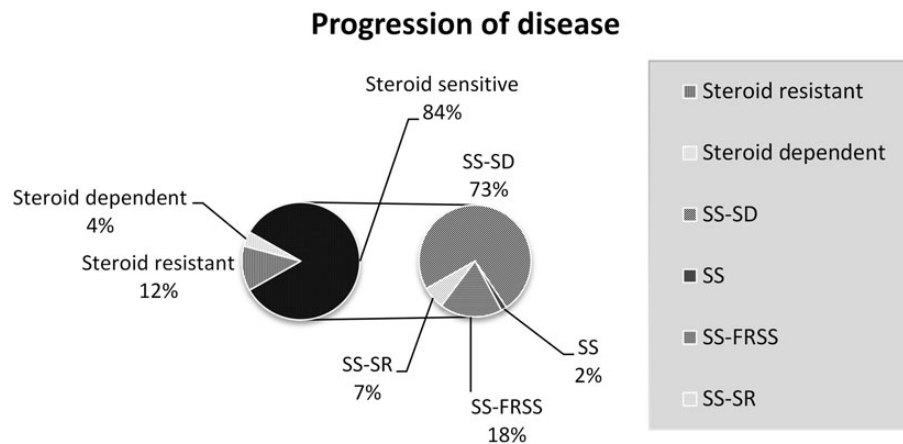 Progression of disease
Steroid sensitive
84%
SS-SD
73%
Steroid dependent
4%
Steroid resistant
12%
SS-SR
7%
SS-FRSS
18%
SS
2%
Steroid resistant
Steroid dependent
SS-SD
SS
SS-FRSS
SS-SR